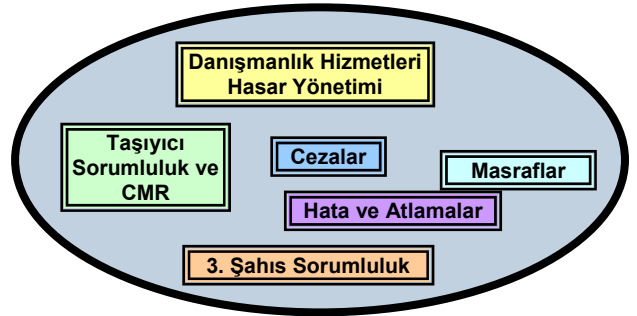 Danışmanlık Hizmetleri
Hasar Yönetimi
Taşıyıcı
Sorumluluk ve
CMR
Cezalar
Masraflar
Hata ve Atlamalar
3. Şahıs Sorumluluk